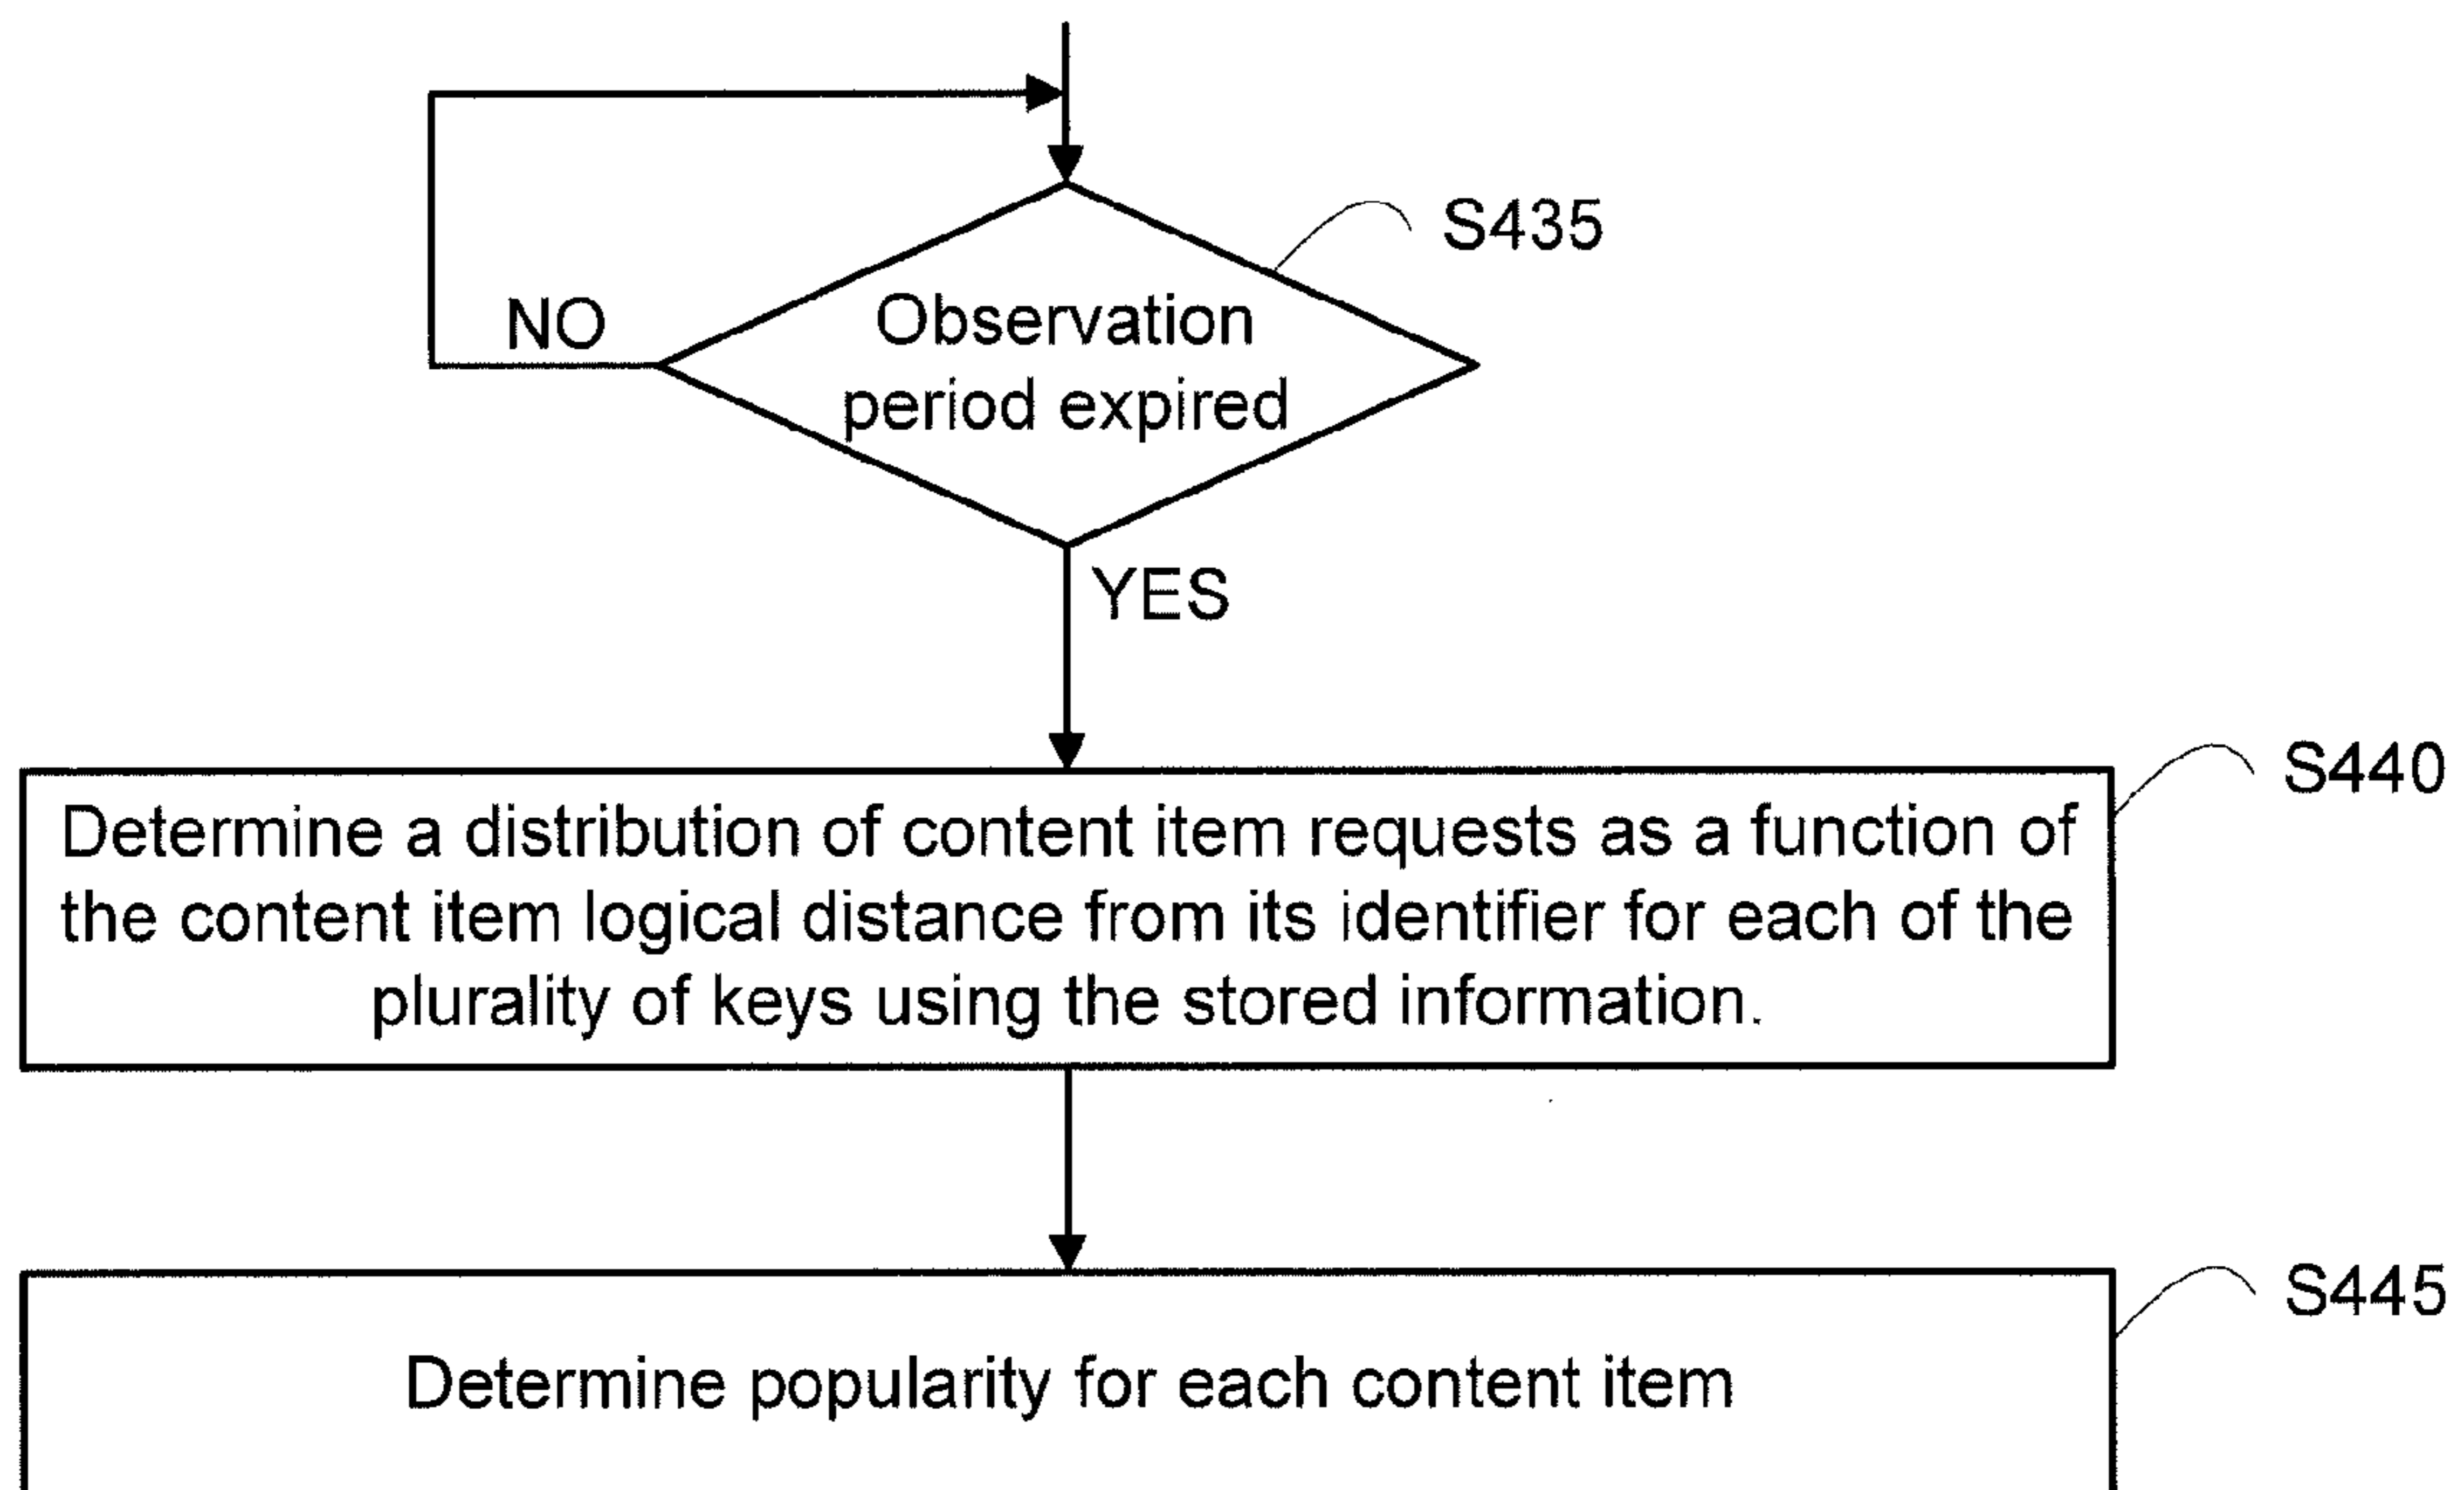 S435
Observation
period expired
NO
YES
S440
Determine a distribution of content item requests as a function of
the content item logical distance from its identifier for each of the
plurality of keys using the stored information.
S445
Determine popularity for each content item